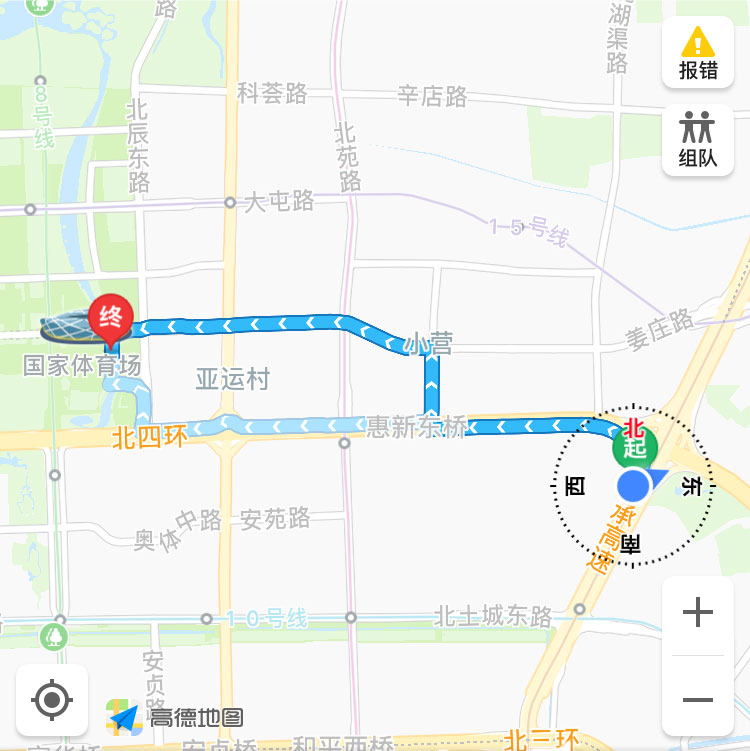 路
湖渠路
报错
科荟路
辛店路
8号线
北辰东路
北苑路
组队
大屯路
1-5号线
终
姜庄路
小营
国家体育场
亚运村
惠新东桥
北四环
北
起
西
东
南
承高速
奥体中路
安苑路
10号线
北土城东路
安贞路
高德地图
安贞桥
和平西桥
北三环